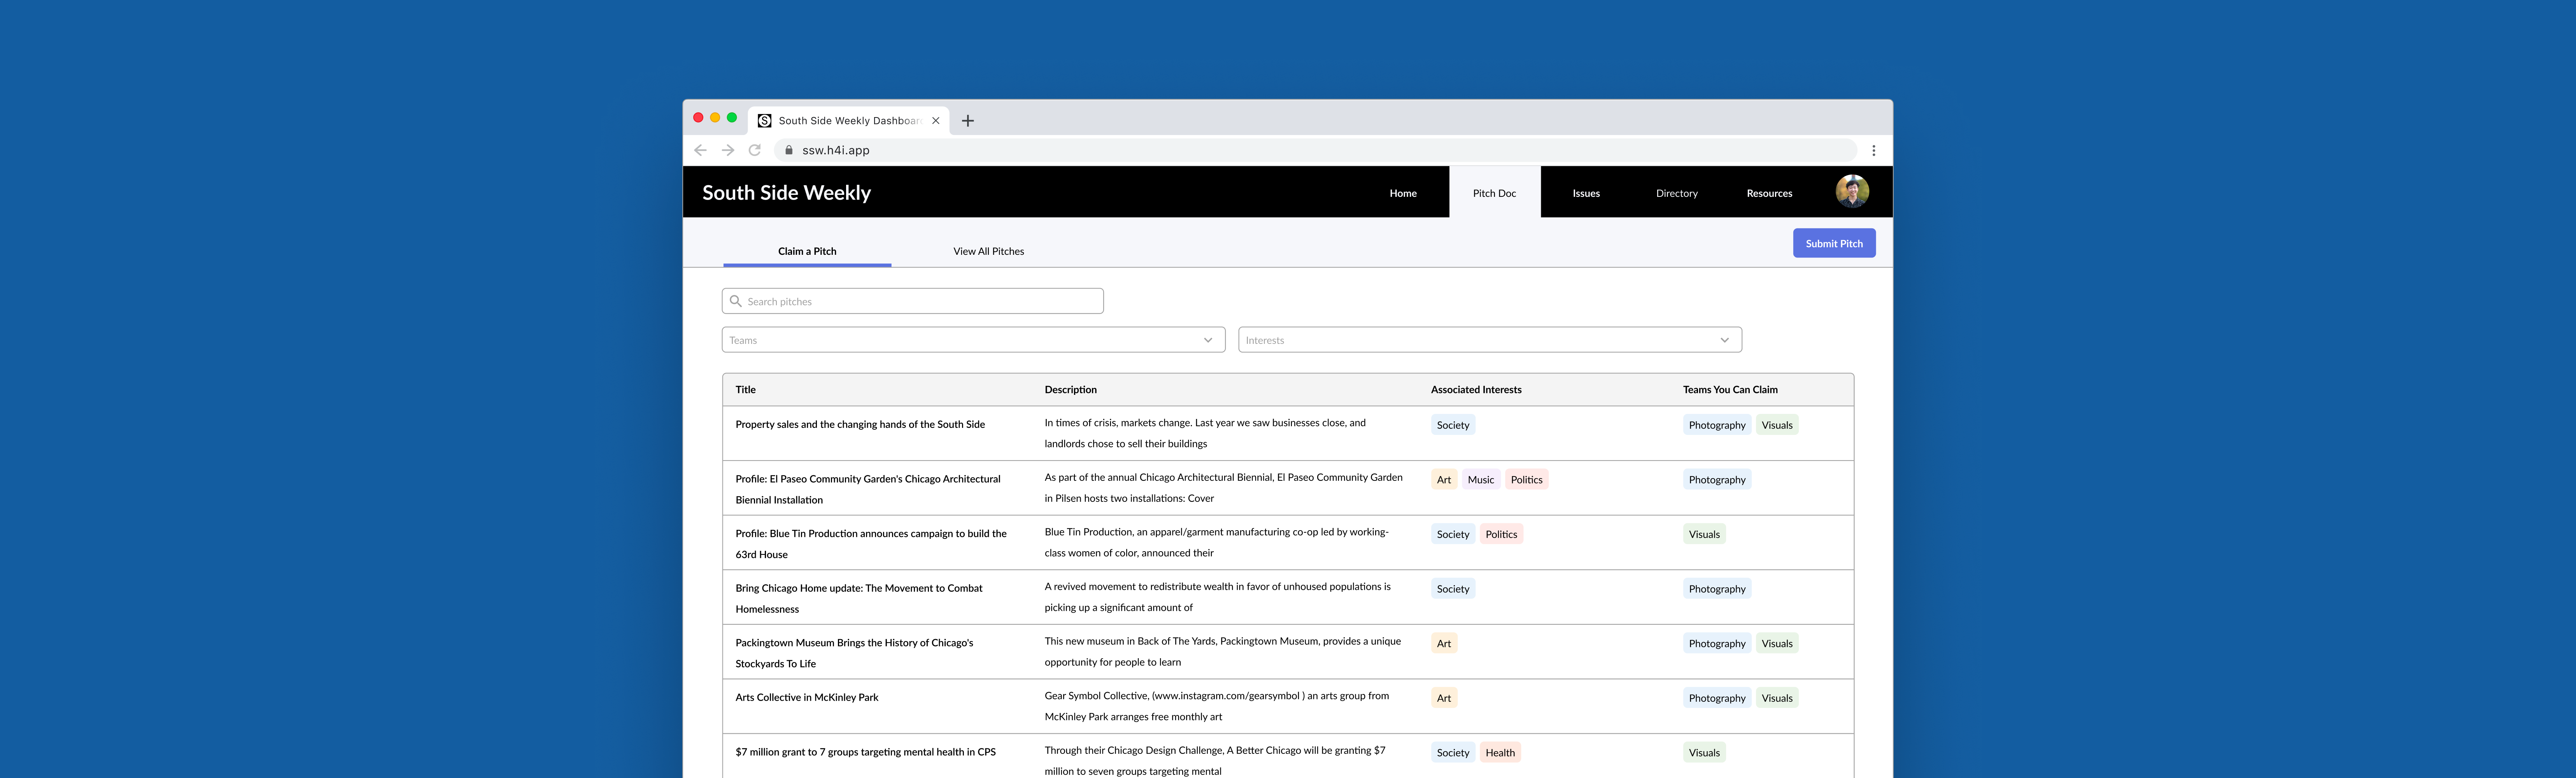 South Side Weekly Dashboar
ssw.h4i.app
South Side Weekly
Home
Pitch Doc
Issues
Directory
Resources
Claim a Pitch
View All Pitches
Submit Pitch
Search pitches
Teams
Interests
Title
Description
Associated Interests
Teams You Can Claim
Property sales and the changing hands of the South Side
In times of crisis, markets change. Last year we saw businesses close, and
landlords chose to sell their buildings
Society
Photography
Visuals
Profile: El Paseo Community Garden's Chicago Architectural
Biennial Installation
As part of the annual Chicago Architectural Biennial, El Paseo Community Garden
in Pilsen hosts two installations: Cover
Art
Music
Politics
Photography
Profile: Blue Tin Production announces campaign to build the
63rd House
Blue Tin Production, an apparel/garment manufacturing co-op led by working-
class women of color, announced their
Society
Politics
Visuals
Bring Chicago Home update: The Movement to Combat
Homelessness
A revived movement to redistribute wealth in favor of unhoused populations is
picking up a significant amount of
Society
Photography
Packingtown Museum Brings the History of Chicago's
Stockyards To Life
This new museum in Back of The Yards, Packingtown Museum, provides a unique
opportunity for people to learn
Art
Photography
Visuals
Arts Collective in McKinley Park
Gear Symbol Collective, (www.instagram.com/gearsymbol ) an arts group from
McKinley Park arranges free monthly art
Art
Photography
Visuals
$7 million grant to 7 groups targeting mental health in CPS
Through their Chicago Design Challenge, A Better Chicago will be granting $7
million to seven groups targeting mental
Society
Health
Visuals